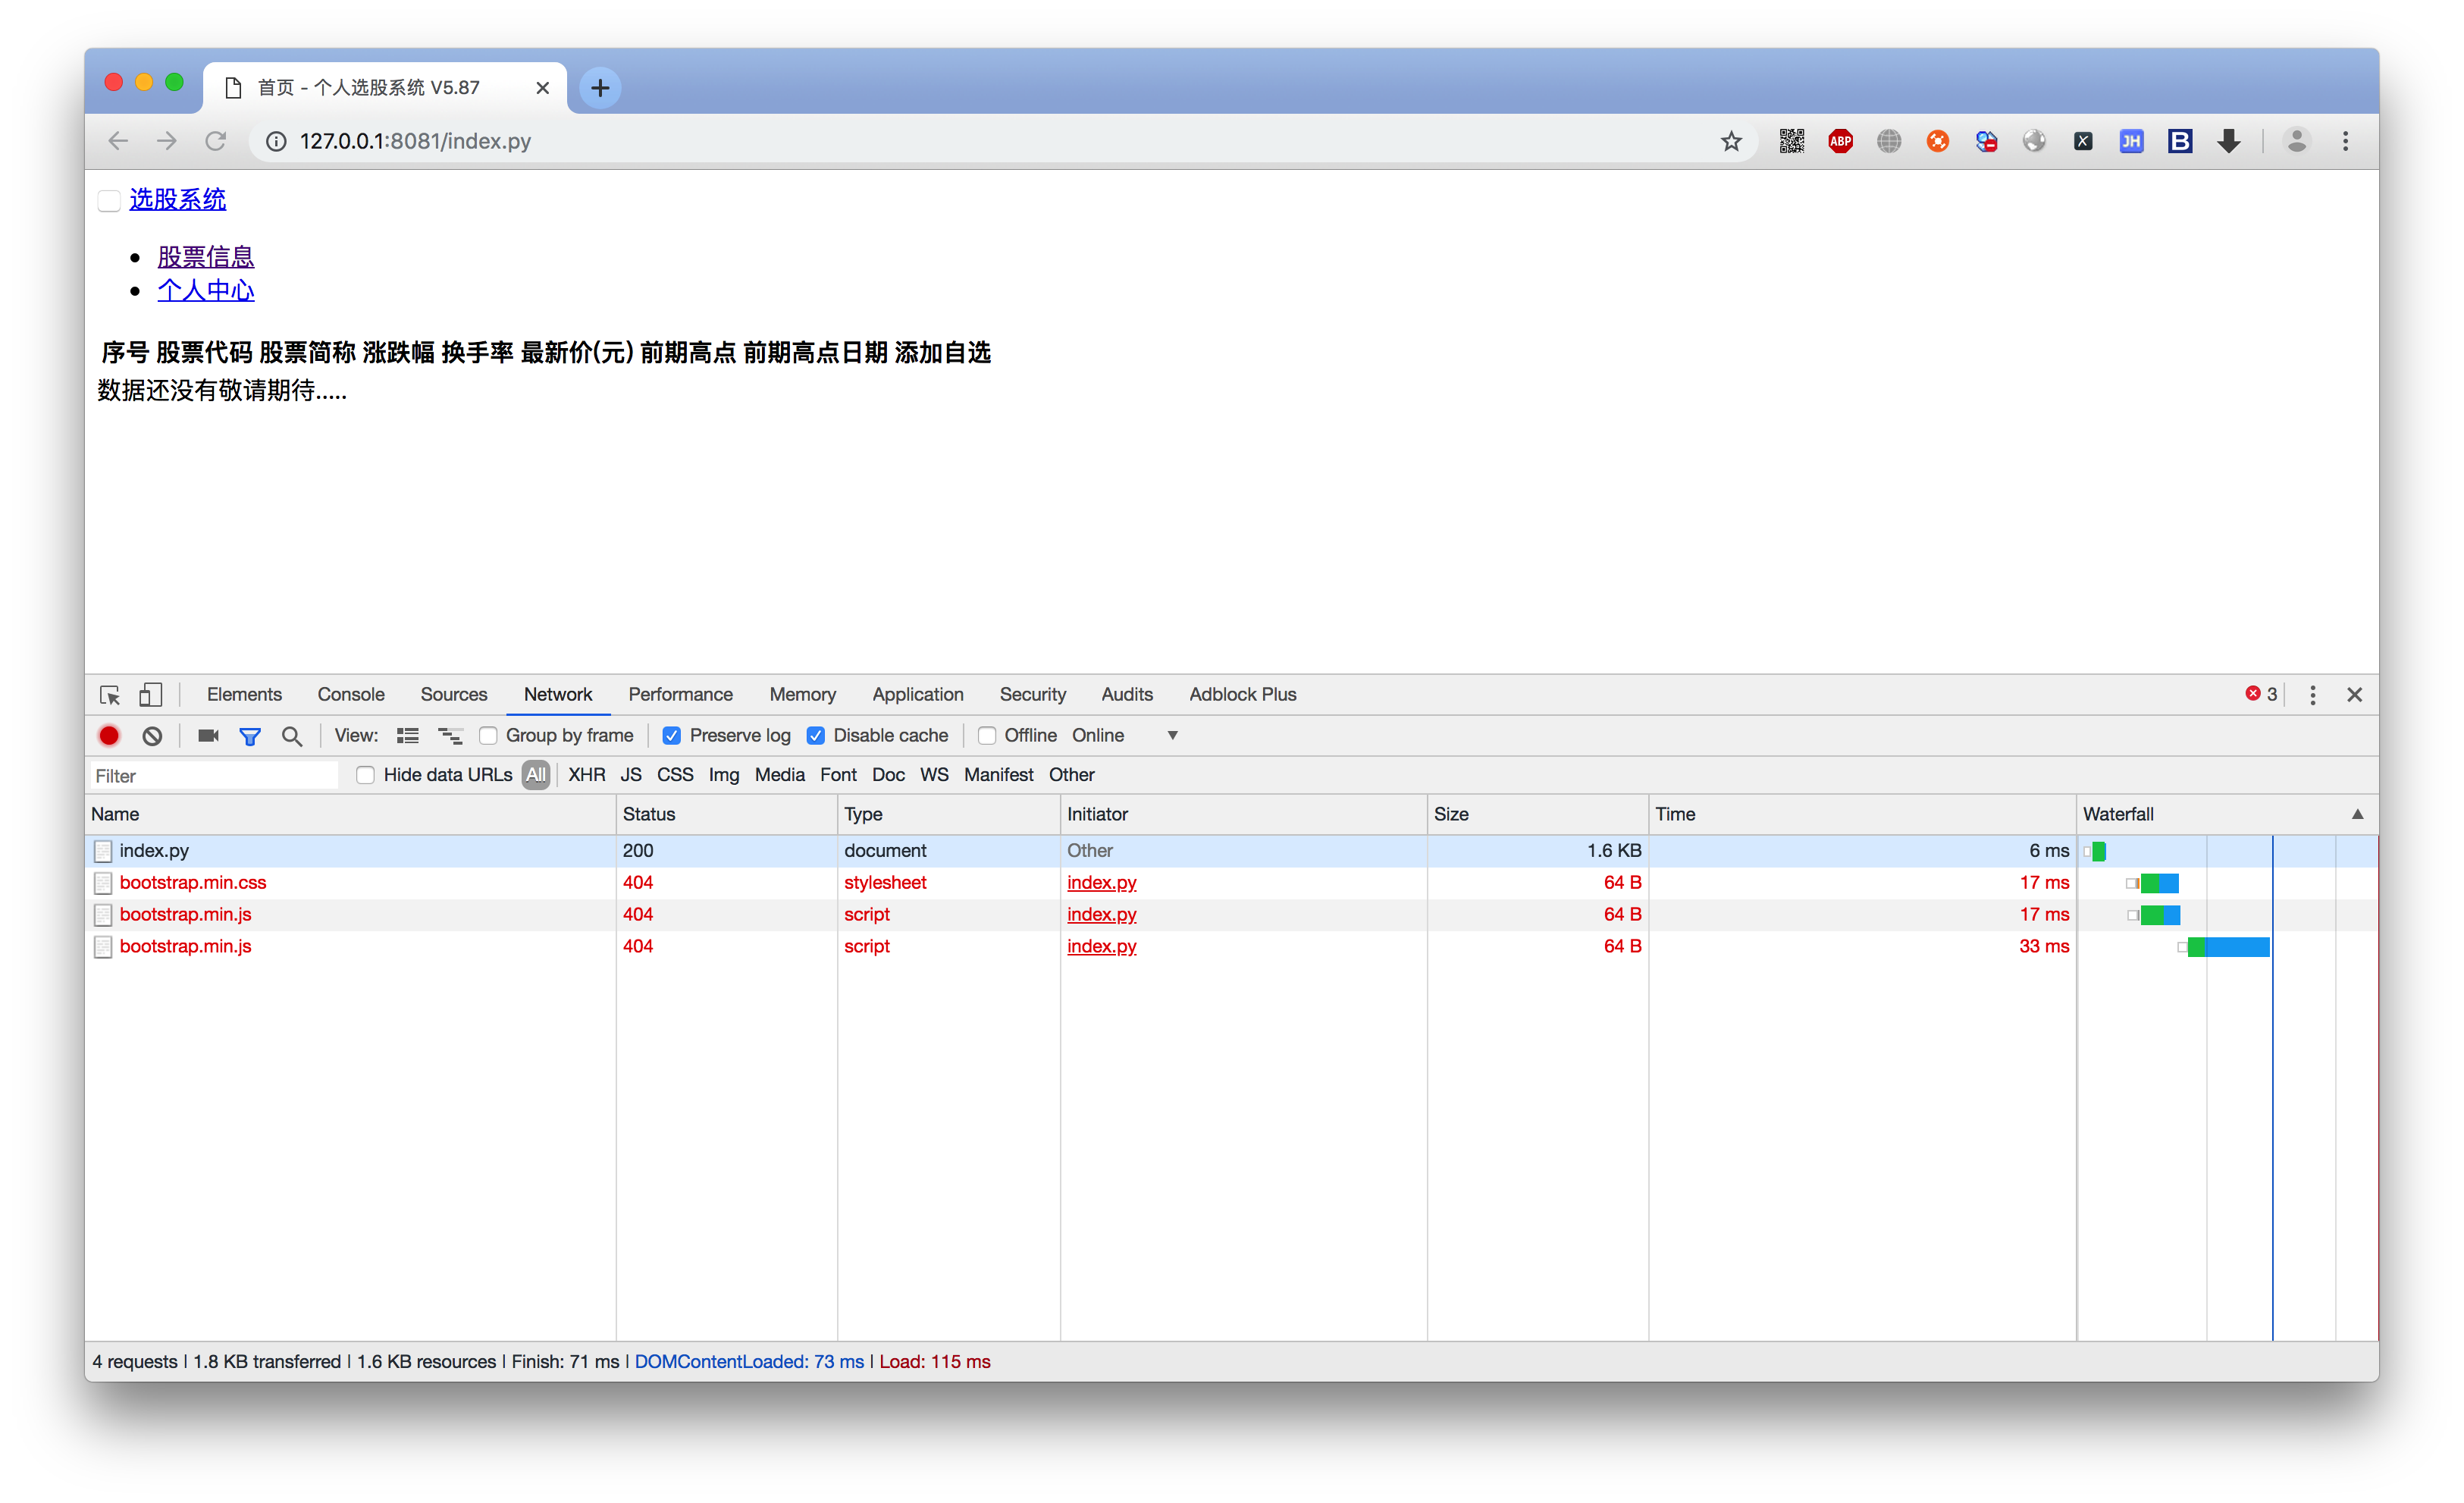 首页 - 个人选股系统 V5.87
127.0.0.1:8081/index.py
ABP
X
JH
B
选股系统
股票信息
个人中心
序号 股票代码 股票简称 涨跌幅 换手率 最新价(元) 前期高点 前期高点日期 添加自选
数据还没有敬请期待.....
Elements Console Sources Network Performance Memory Application Security Audits Adblock Plus 3
View: Group by frame Preserve log Disable cache Offline Online
Filter Hide data URLs All XHR JS CSS Img Media Font Doc WS Manifest Other
Name Status Type Initiator Size Time Waterfall
index.py 200 document Other 1.6 KB 6 ms
bootstrap.min.css 404 stylesheet index.py 64 B 17 ms
bootstrap.min.js 404 script index.py 64 B 17 ms
bootstrap.min.js 404 script index.py 64 B 33 ms
4 requests | 1.8 KB transferred | 1.6 KB resources | Finish: 71 ms | DOMContentLoaded: 73 ms | Load: 115 ms